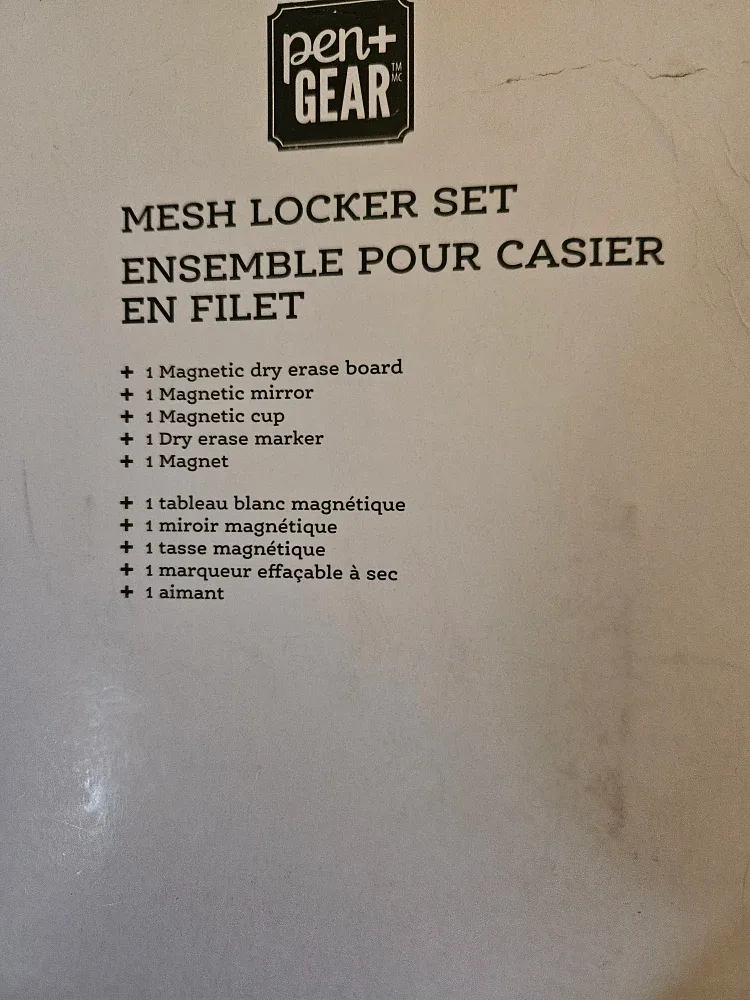 pen+
GEAR TM
MC
MESH LOCKER SET
ENSEMBLE POUR CASIER
EN FILET
+ 1 Magnetic dry erase board
+ 1 Magnetic mirror
+ 1 Magnetic cup
+ 1 Dry erase marker
+ 1 Magnet
+ 1 tableau blanc magnétique
+ 1 miroir magnétique
+ 1 tasse magnétique
+ 1 marqueur effaçable à sec
+ 1 aimant